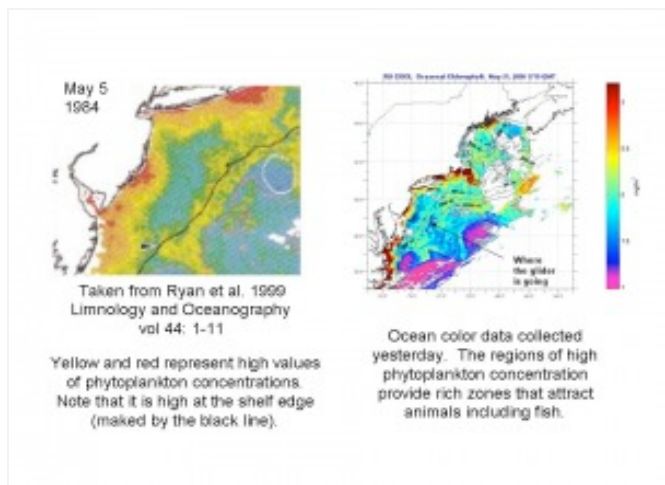 May 5
1984
Taken from Ryan et al. 1999
Limnology and Oceanography
vol 44: 1-11
Yellow and red represent high values
of phytoplankton concentrations.
Note that it is high at the shelf edge
(maked by the black line).
Where
the glider
is going
Ocean color data collected
yesterday. The regions of high
phytoplankton concentration
provide rich zones that attract
animals including fish.